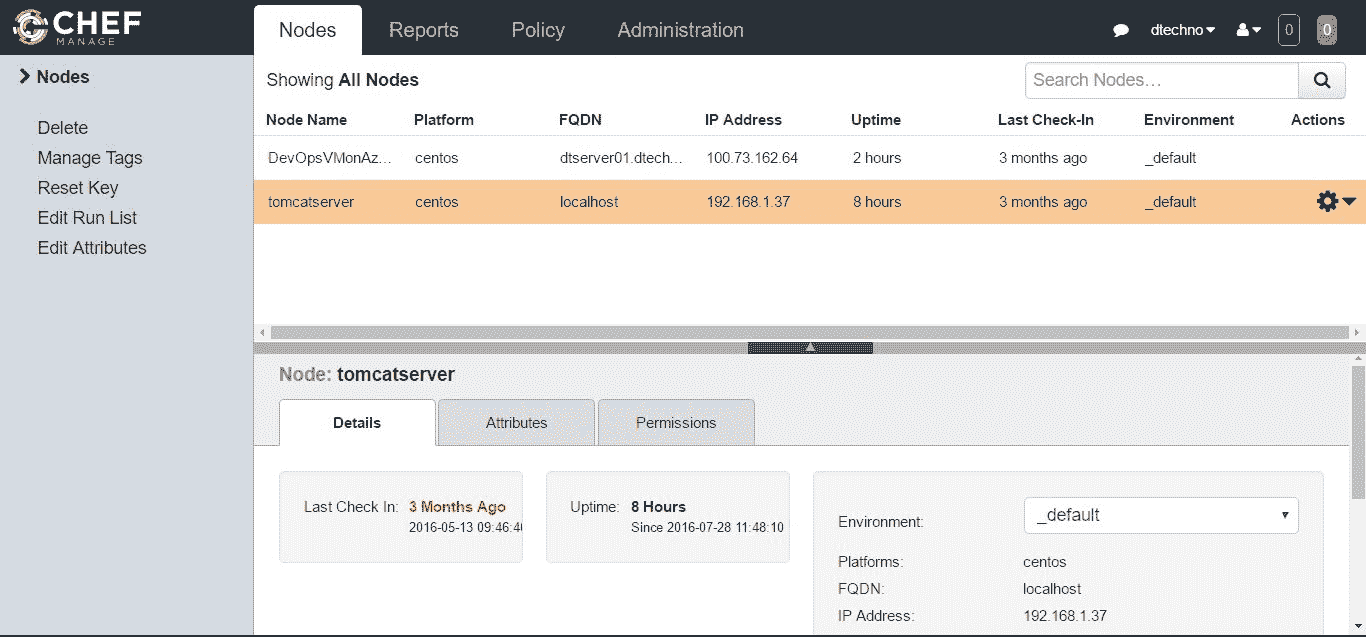 CHEF
MANAGE
Nodes Reports Policy Administration dtechno 0 0
Nodes
Delete
Manage Tags
Reset Key
Edit Run List
Edit Attributes
Showing All Nodes Search Nodes...
Node Name Platform FQDN IP Address Uptime Last Check-In Environment Actions
DevOpsVMonAz... centos dtserver01.dtech... 100.73.162.64 2 hours 3 months ago _default
tomcatserver centos localhost 192.168.1.37 8 hours 3 months ago _default
Node: tomcatserver
Details Attributes Permissions
Last Check In: 3 Months Ago
2016-05-13 09:46:4
Uptime: 8 Hours
Since 2016-07-28 11:48:10
Environment: _default
Platforms: centos
FQDN: localhost
IP Address: 192.168.1.37